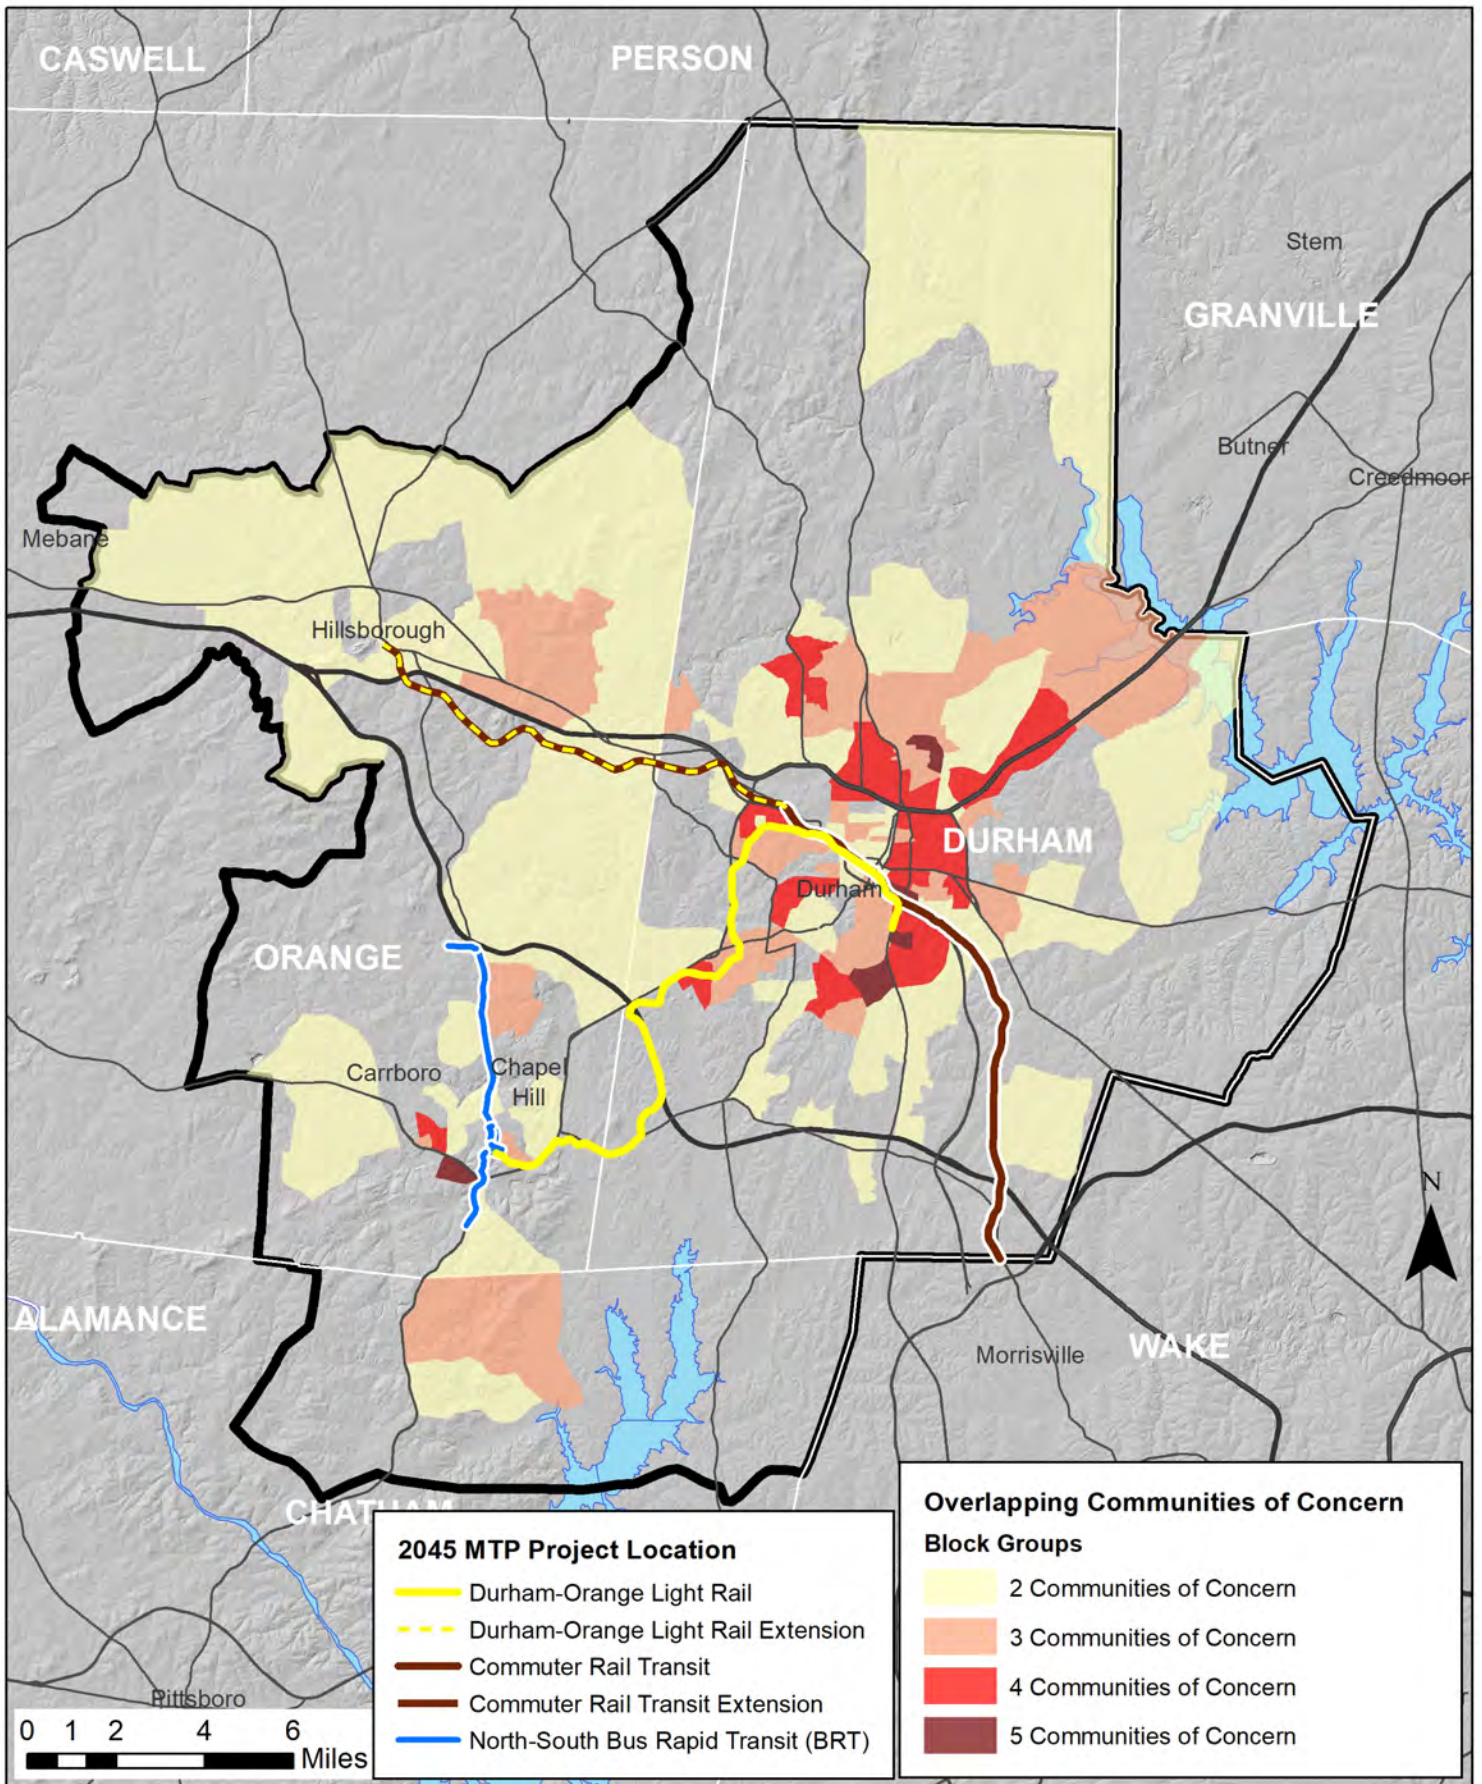 CASWELL
PERSON
Stem
GRANVILLE
Butner
Creedmoor
Mebane
Hillsborough
DURHAM
Durham
ORANGE
Carrboro
Chapel
Hill
N
ALAMANCE
Morrisville
WAKE
CHATHAM
Pittsboro
0 1 2 4 6
Miles
2045 MTP Project Location
Durham-Orange Light Rail
Durham-Orange Light Rail Extension
Commuter Rail Transit
Commuter Rail Transit Extension
North-South Bus Rapid Transit (BRT)
Overlapping Communities of Concern
Block Groups
2 Communities of Concern
3 Communities of Concern
4 Communities of Concern
5 Communities of Concern